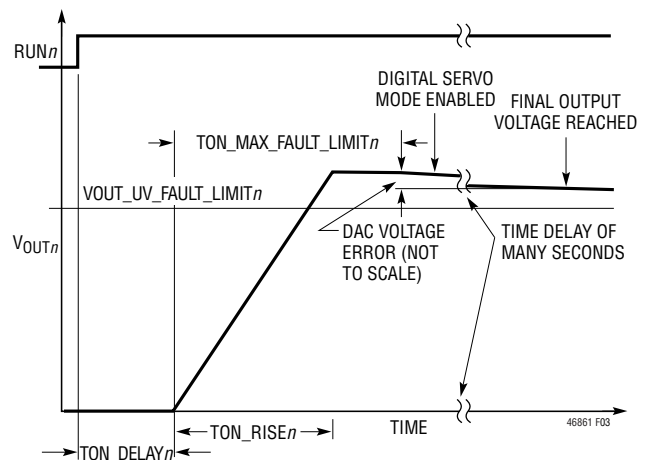 RUNn
DIGITAL SERVO
MODE ENABLED
FINAL OUTPUT
VOLTAGE REACHED
TON_MAX_FAULT_LIMITn
VOUT_UV_FAULT_LIMITn
VOUTn
DAC VOLTAGE
ERROR (NOT
TO SCALE)
TIME DELAY OF
MANY SECONDS
TON_RISEn
TIME
46861 F03
TON_DELAYn